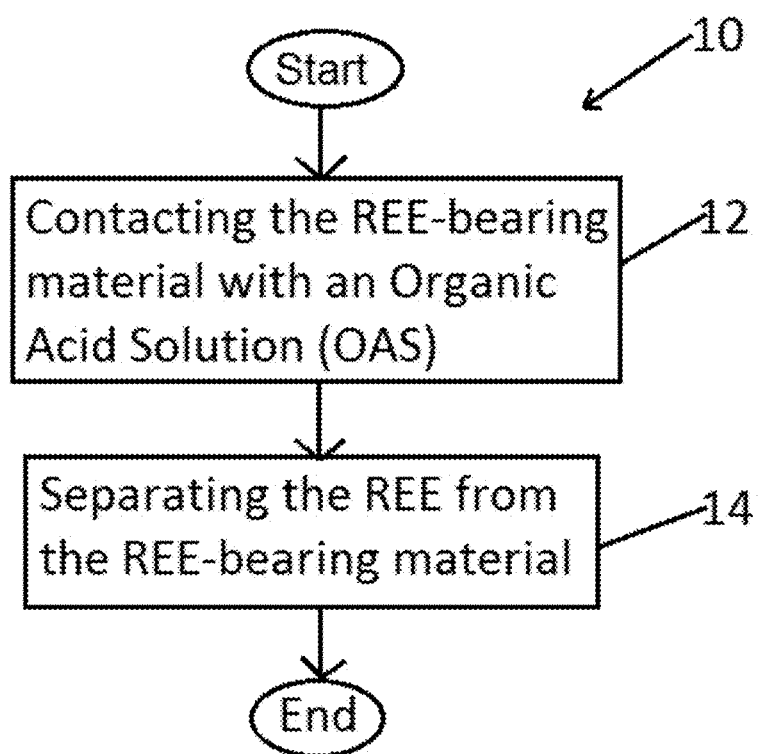 Start
10
Contacting the REE-bearing
material with an Organic
Acid Solution (OAS)
12
Separating the REE from
the REE-bearing material
14
End